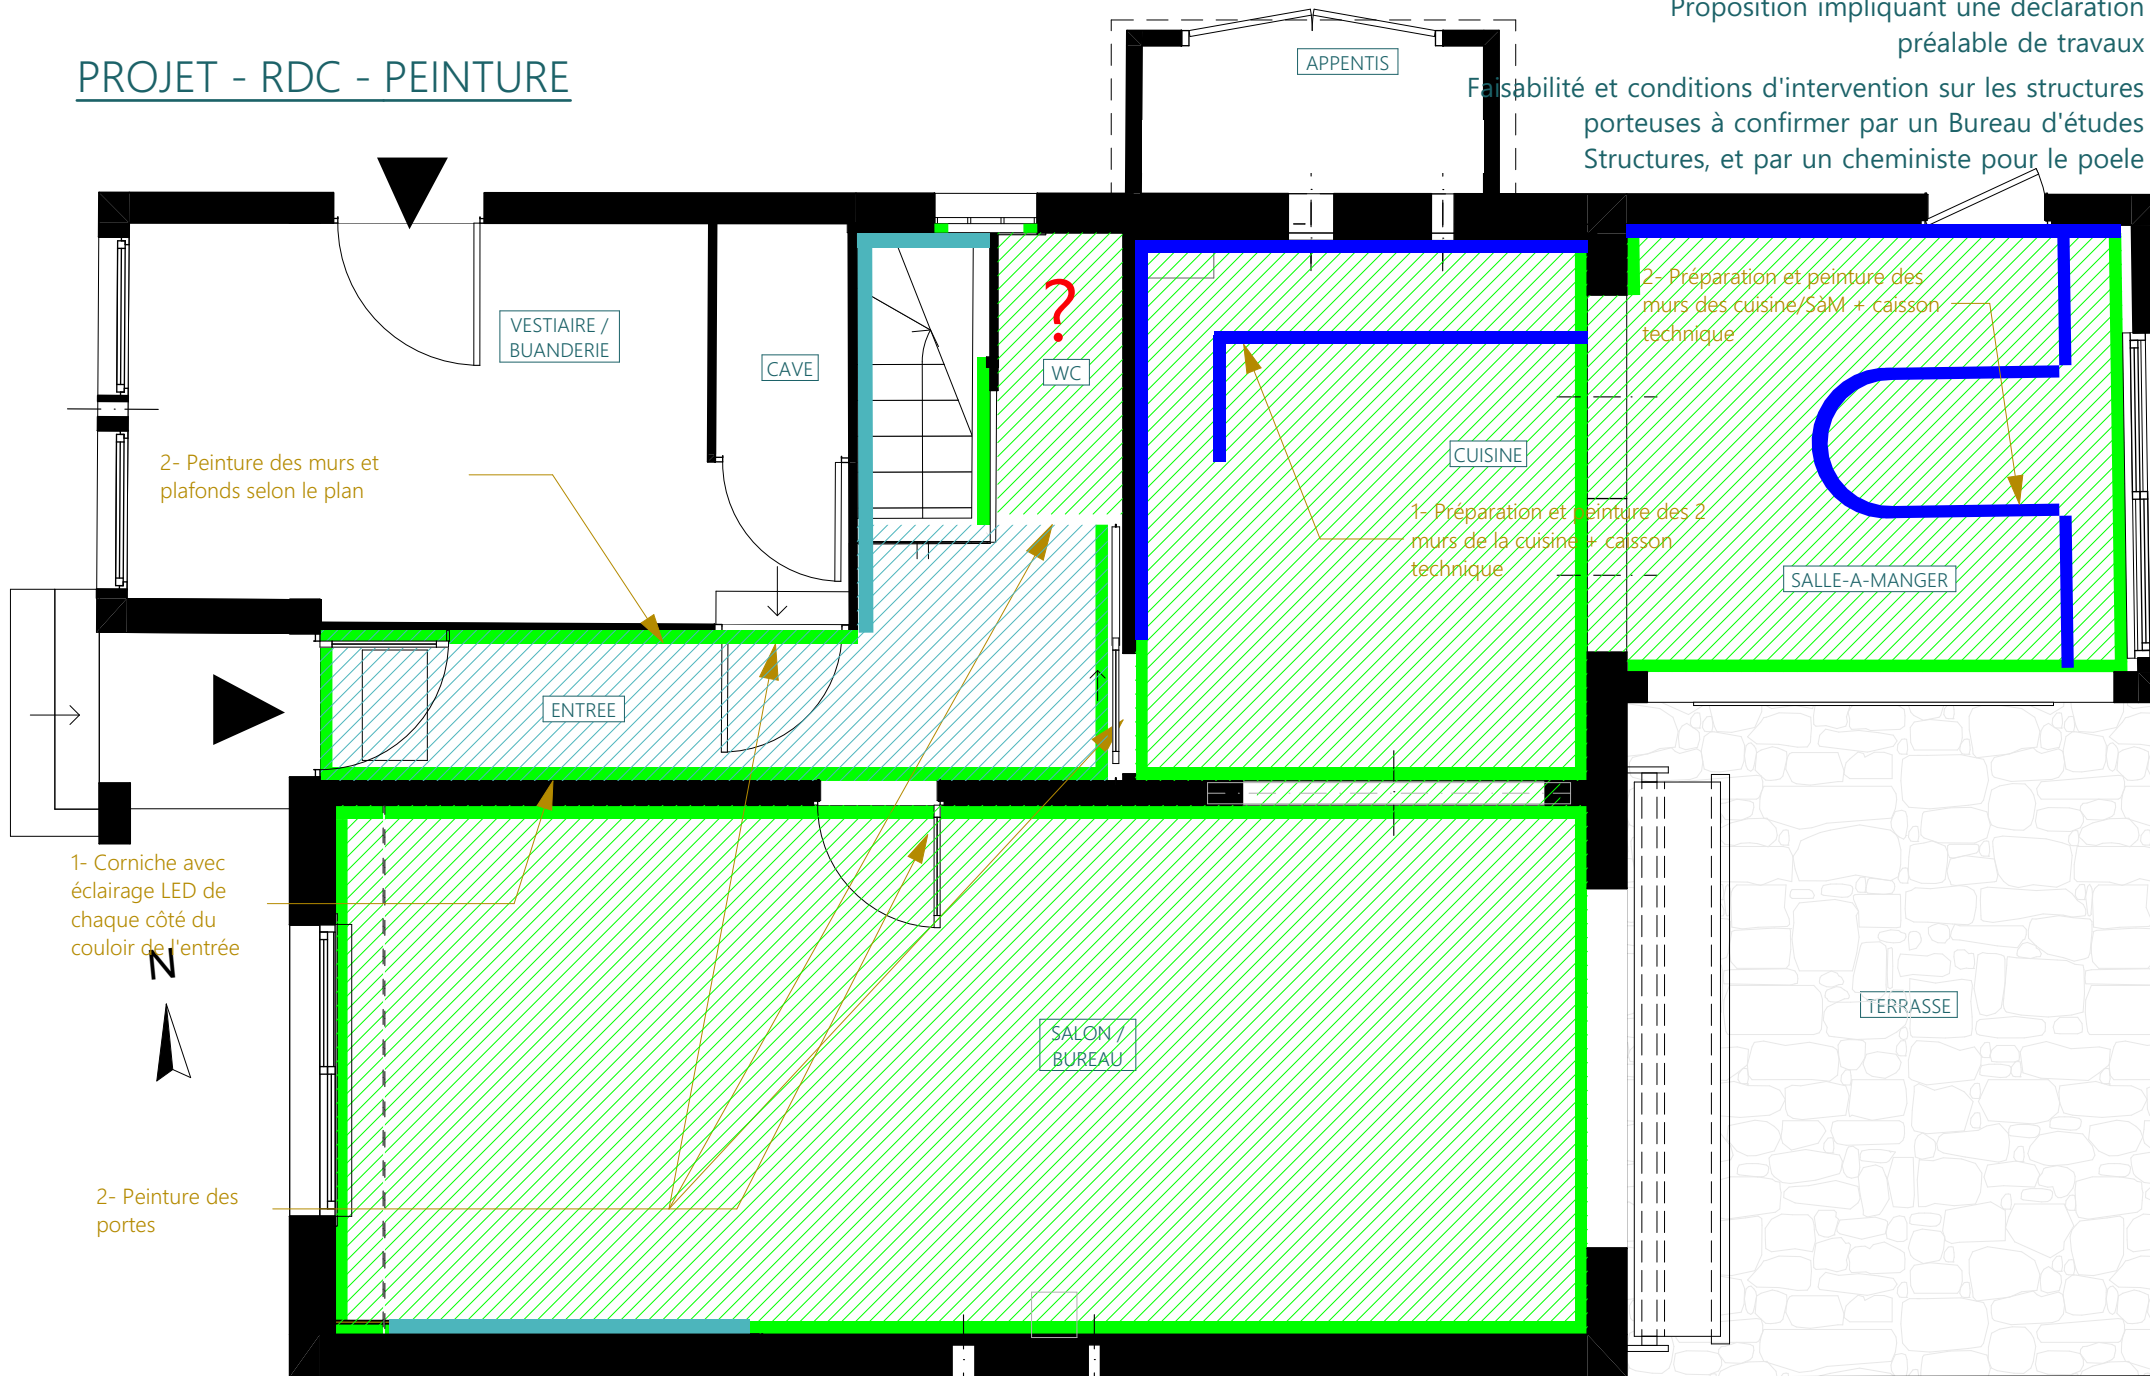 Proposition impliquant une déclaration
préalable de travaux
Faisabilité et conditions d'intervention sur les structures
porteuses à confirmer par un Bureau d'études
Structures, et par un cheministe pour le poele
PROJET - RDC - PEINTURE
APPENTIS
VESTIAIRE /
BUANDERIE
CAVE
?
WC
2- Préparation et peinture des
murs des cuisine/SàM + caisson
technique
CUISINE
2- Peinture des murs et
plafonds selon le plan
1- Préparation et peinture des 2
murs de la cuisine + caisson
technique
SALLE-A-MANGER
ENTREE
1- Corniche avec
éclairage LED de
chaque côté du
couloir de l'entrée
N
SALON /
BUREAU
TERRASSE
2- Peinture des
portes